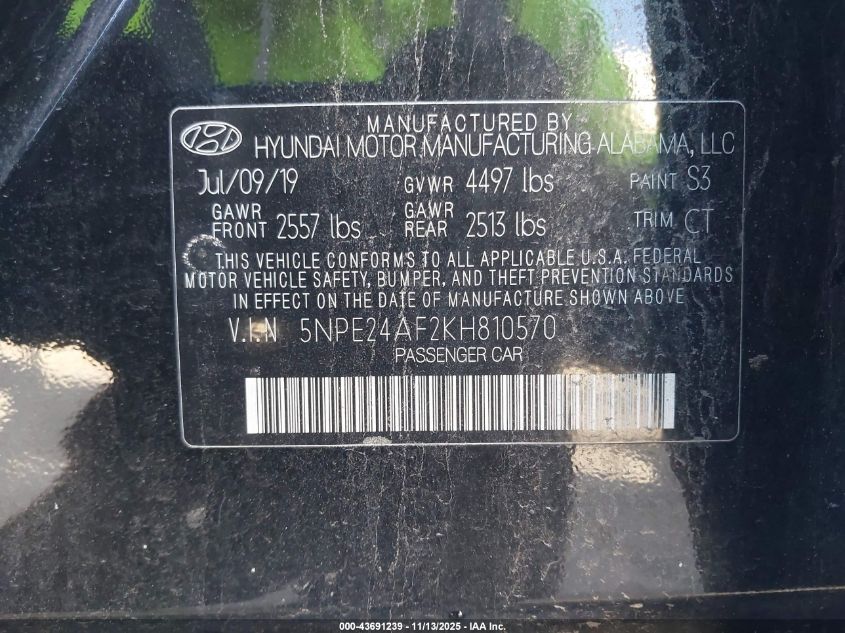 MANUFACTURED BY
HYUNDAI MOTOR MANUFACTURING ALABAMA, LLC
Jul/09/19 GVWR 4497 lbs PAINT S3
GAWR FRONT 2557 lbs GAWR REAR 2513 lbs TRIM CT
THIS VEHICLE CONFORMS TO ALL APPLICABLE U.S.A. FEDERAL
MOTOR VEHICLE SAFETY, BUMPER, AND THEFT PREVENTION STANDARDS
IN EFFECT ON THE DATE OF MANUFACTURE SHOWN ABOVE
V.I.N 5NPE24AF2KH810570
PASSENGER CAR
000-43691239 - 11/13/2025 - IAA Inc.